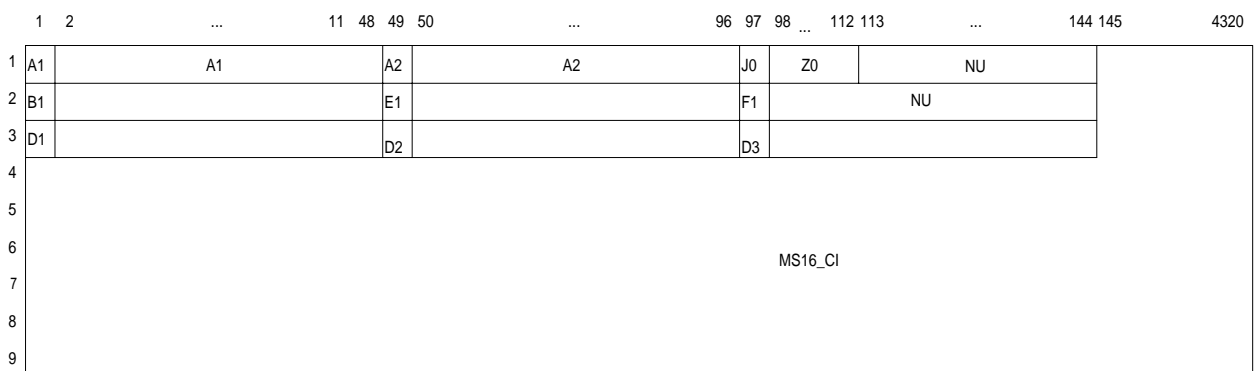 1 2 ... 11 48 49 50 ... 96 97 98 ... 112 113 ... 144 145 4320
1 A1 A1 A2 A2 J0 Z0 NU
2 B1 E1 F1 NU
3 D1 D2 D3
4
5
6 MS16_CI
7
8
9